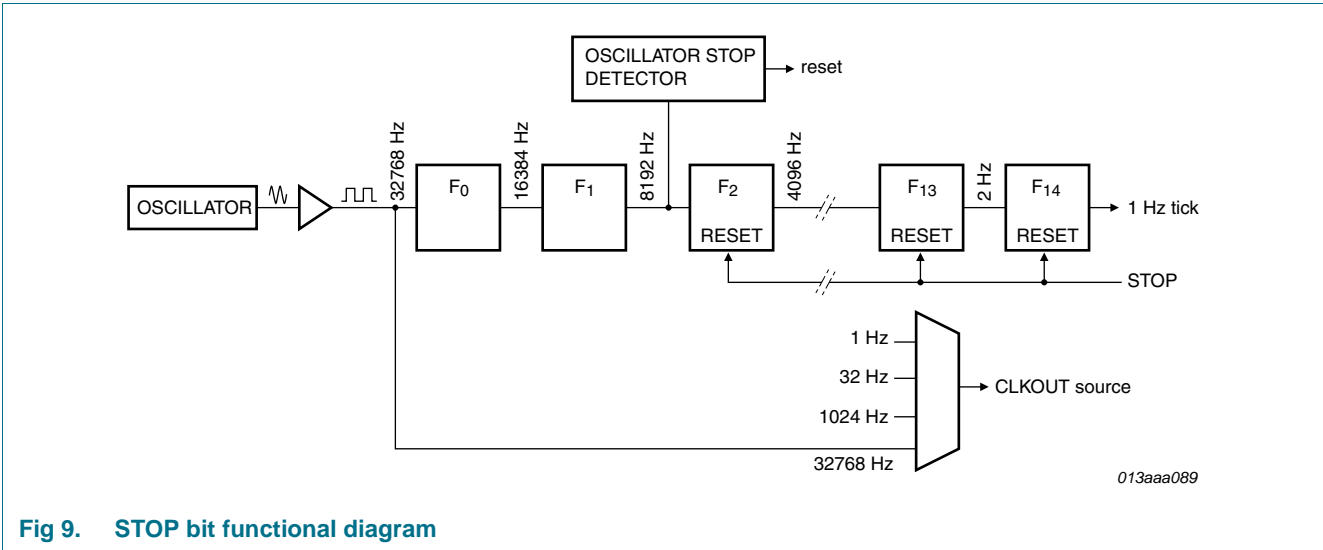 OSCILLATOR STOP
DETECTOR
reset
32768 Hz
16384 Hz
8192 Hz
4096 Hz
2 Hz
OSCILLATOR
F0
F1
F2
RESET
F13
RESET
F14
RESET
1 Hz tick
STOP
1 Hz
32 Hz
1024 Hz
32768 Hz
CLKOUT source
013aaa089
Fig 9. STOP bit functional diagram